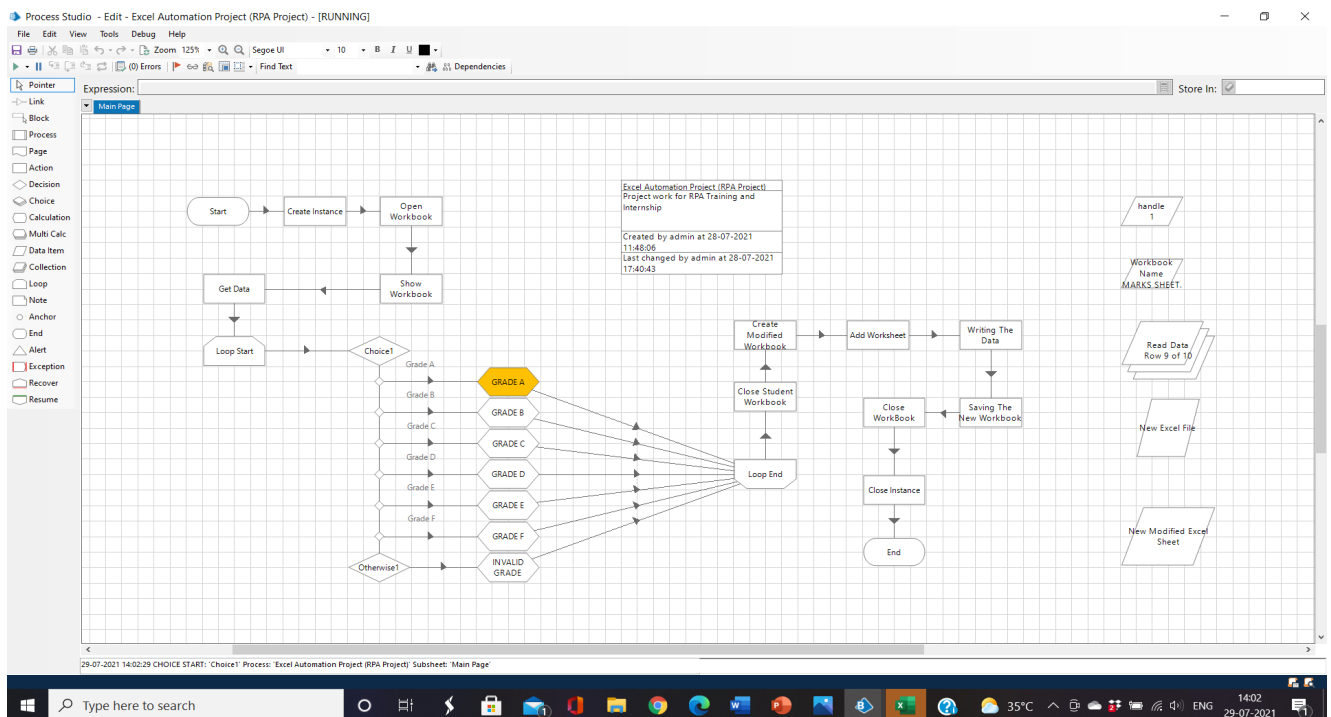 Process Studio - Edit - Excel Automation Project (RPA Project) - [RUNNING]
File Edit View Tools Debug Help
Zoom 125% Segoe UI 10 B I U
(0) Errors Find Text Dependencies
Pointer
Link
Block
Process
Page
Action
Decision
Choice
Calculation
Multi Calc
Data Item
Collection
Loop
Note
Anchor
End
Alert
Exception
Recover
Resume
Expression:
Store In:
Main Page
Start
Create Instance
Open
Workbook
Show
Workbook
Get Data
Loop Start
Choice1
Grade A
Grade B
Grade C
Grade D
Grade E
Grade F
Otherwise1
GRADE A
GRADE B
GRADE C
GRADE D
GRADE E
GRADE F
INVALID
GRADE
Excel Automation Project (RPA Project)
Project work for RPA Training and
Internship
Created by admin at 28-07-2021
11:48:06
Last changed by admin at 28-07-2021
17:40:43
Loop End
Close Student
Workbook
Create
Modified
Workbook
Add Worksheet
Writing The
Data
Saving The
New Workbook
Close
WorkBook
Close Instance
End
handle
1
Workbook
Name
MARKS SHEET.
Read Data
Row 9 of 10
New Excel File
New Modified Excel
Sheet
29-07-2021 14:02:29 CHOICE START: 'Choice1' Process: 'Excel Automation Project (RPA Project)' Subsheet: 'Main Page'
Type here to search
35°C
ENG
14:02
29-07-2021